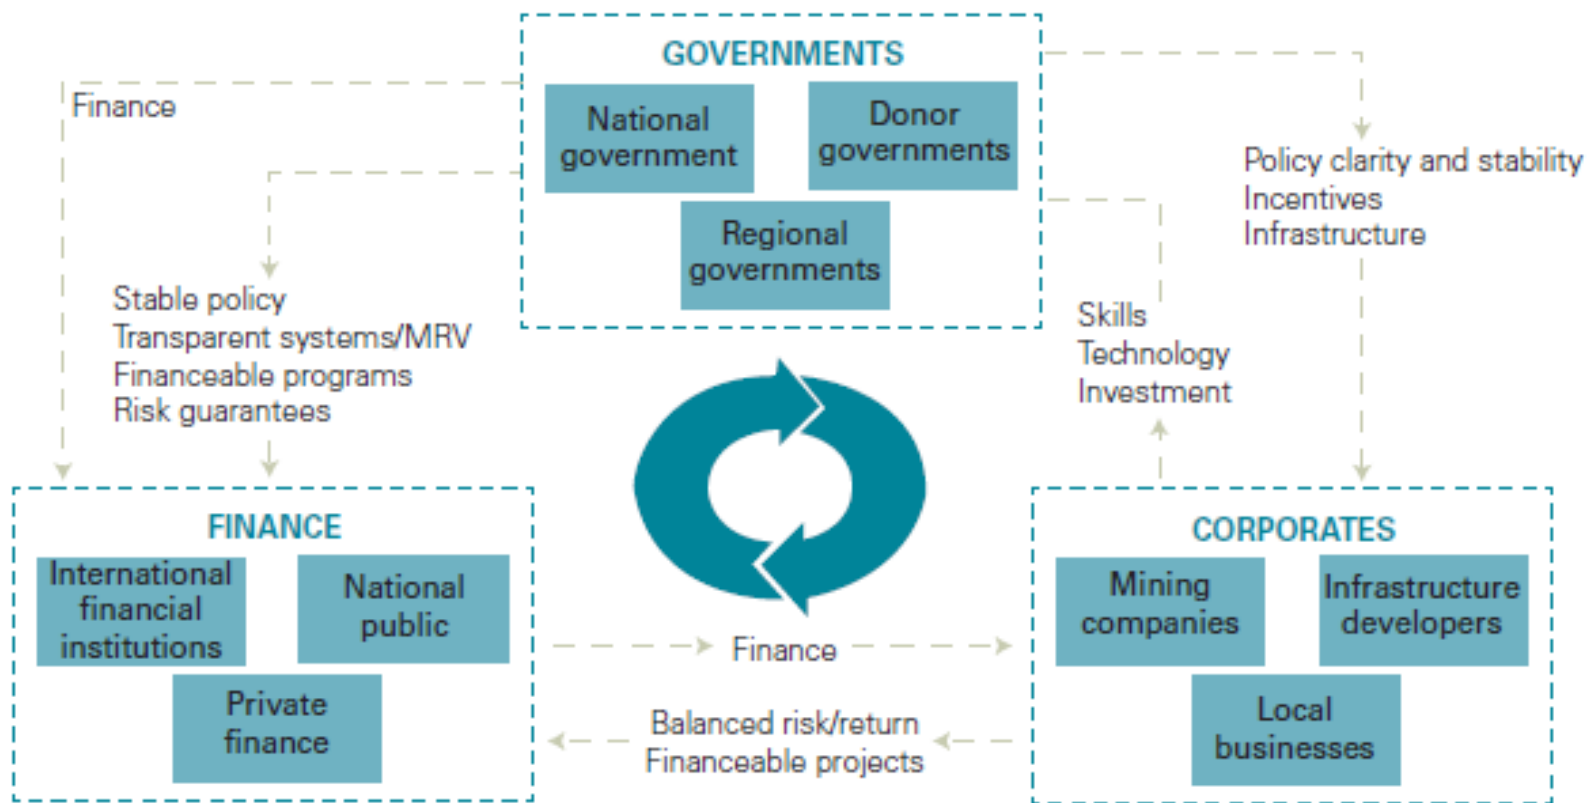 GOVERNMENTS
National
government
Donor
governments
Regional
governments
Finance
Stable policy
Transparent systems/MRV
Financeable programs
Risk guarantees
Policy clarity and stability
Incentives
Infrastructure
Skills
Technology
Investment
FINANCE
International
financial
institutions
National
public
Private
finance
Finance
Balanced risk/return
Financeable projects
CORPORATES
Mining
companies
Infrastructure
developers
Local
businesses